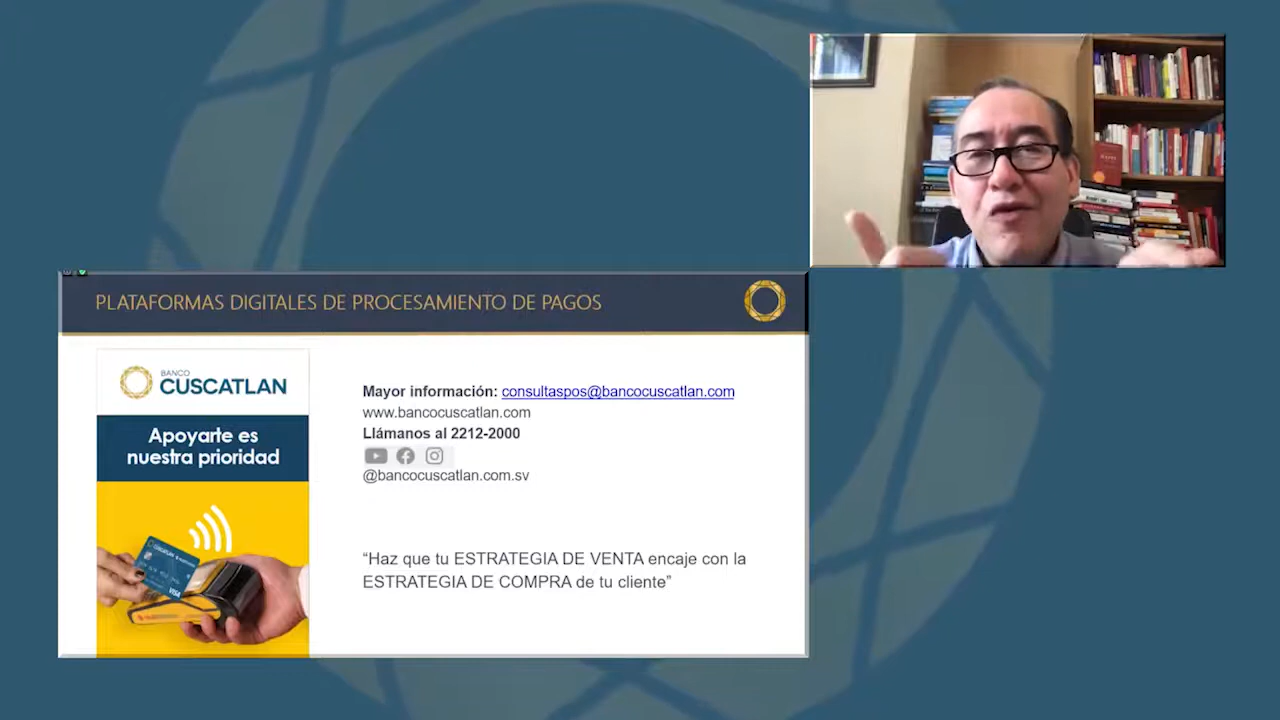 PLATAFORMAS DIGITALES DE PROCESAMIENTO DE PAGOS
BANCO
CUSCATLAN
Apoyarte es
nuestra prioridad
CUSCATLAN
VISA
Mayor información: consultaspos@bancocuscatlan.com
www.bancocuscatlan.com
Llámanos al 2212-2000
@bancocuscatlan.com.sv
“Haz que tu ESTRATEGIA DE VENTA encaje con la
ESTRATEGIA DE COMPRA de tu cliente”